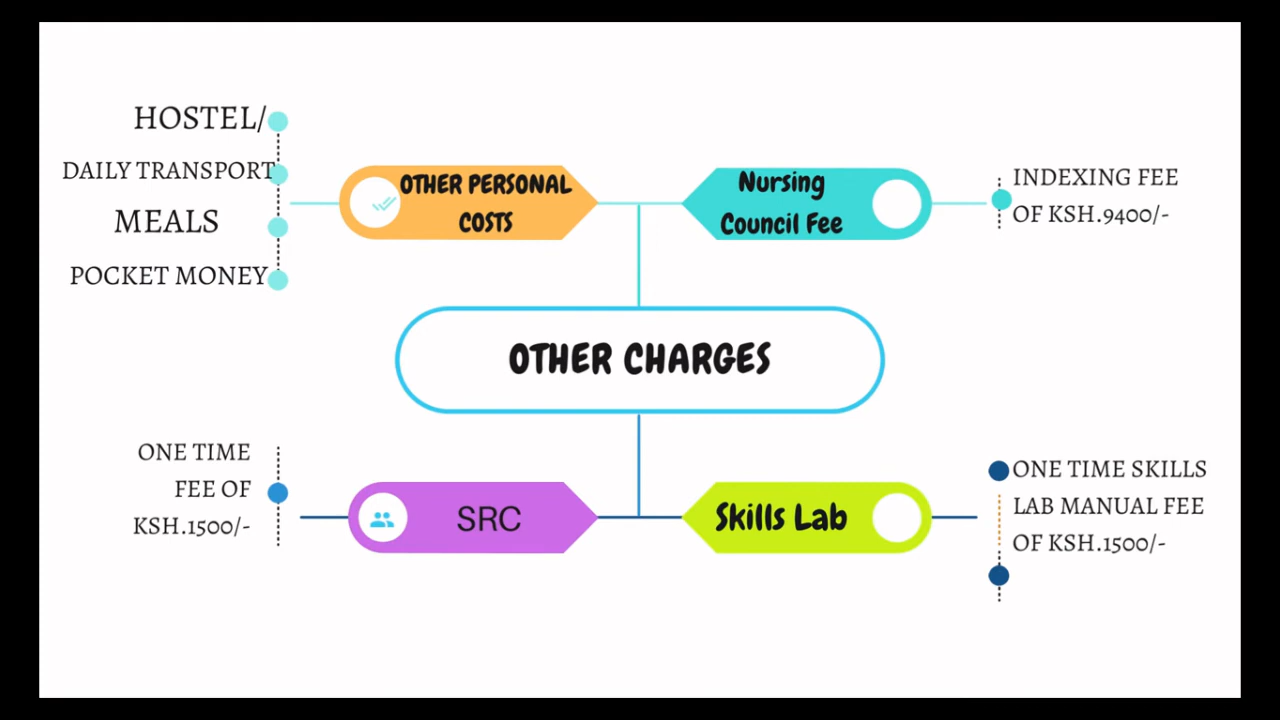 HOSTEL/
DAILY TRANSPORT
MEALS
POCKET MONEY
OTHER PERSONAL
COSTS
Nursing
Council Fee
INDEXING FEE
OF KSH.9400/-
OTHER CHARGES
ONE TIME
FEE OF
KSH.1500/-
SRC
Skills Lab
ONE TIME SKILLS
LAB MANUAL FEE
OF KSH.1500/-